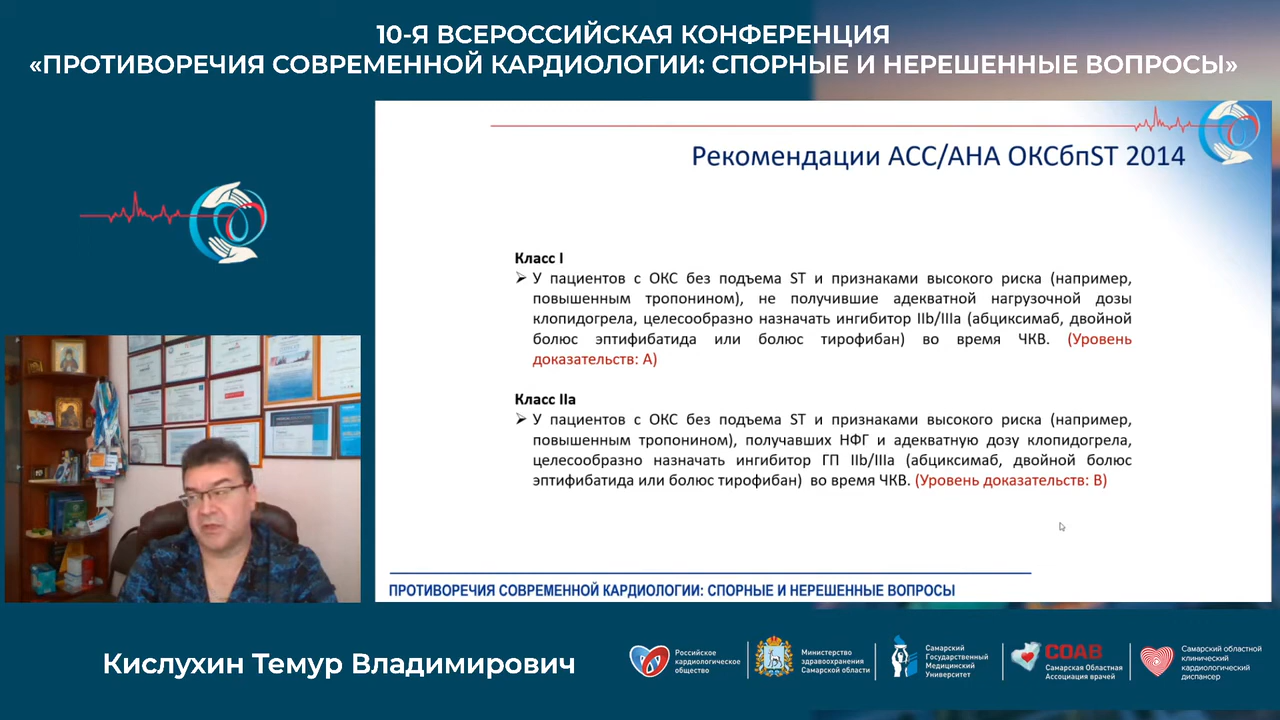 10-Я ВСЕРОССИЙСКАЯ КОНФЕРЕНЦИЯ
«ПРОТИВОРЕЧИЯ СОВРЕМЕННОЙ КАРДИОЛОГИИ: СПОРНЫЕ И НЕРЕШЕННЫЕ ВОПРОСЫ»
Рекомендации ACC/AHA ОКСбпST 2014
Класс I
➢ У пациентов с ОКС без подъема ST и признаками высокого риска (например,
повышенным тропонином), не получившие адекватной нагрузочной дозы
клопидогрела, целесообразно назначать ингибитор IIb/IIIa (абциксимаб, двойной
болюс эптифибатида или болюс тирофибан) во время ЧКВ. (Уровень
доказательств: A)
Класс IIa
➢ У пациентов с ОКС без подъема ST и признаками высокого риска (например,
повышенным тропонином), получавших НФГ и адекватную дозу клопидогрела,
целесообразно назначать ингибитор ГП IIb/IIIa (абциксимаб, двойной болюс
эптифибатида или болюс тирофибан) во время ЧКВ. (Уровень доказательств: B)
ПРОТИВОРЕЧИЯ СОВРЕМЕННОЙ КАРДИОЛОГИИ: СПОРНЫЕ И НЕРЕШЕННЫЕ ВОПРОСЫ
Кислухин Темур Владимирович
Российское
кардиологическое
общество
Министерство
здравоохранения
Самарской области
Самарский
Государственный
Медицинский
Университет
СОАВ
Самарская Областная
Ассоциация врачей
Самарский областной
клинический
кардиологический
диспансер